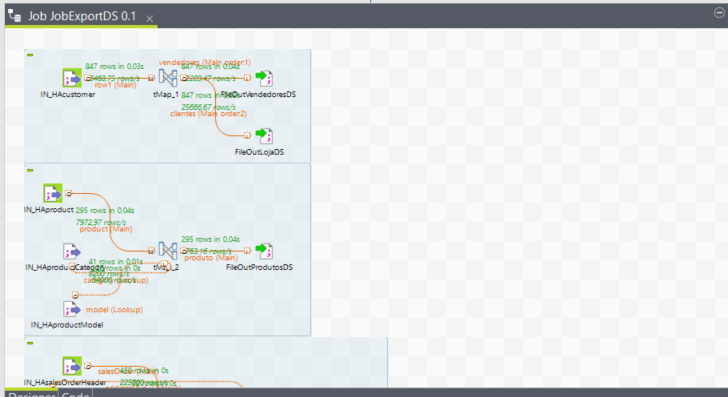 Job JobExportDS 0.1
847 rows in 0,03s
row1 (Main)
IN_HAcustomer
vendedores (Main order:1)
847 rows in 0,04s
tMap_1
847 rows in
25666,67 rows/s
clientes (Main order:2)
FileOutVendedoresDS
FileOutLojaDS
IN_HAproduct
295 rows in 0,04s
7972,97 rows/s
product (Main)
295 rows in 0,04s
produto (Main)
IN_HAproductCategory
41 rows in 0,01s
FileOutProdutosDS
model (Lookup)
IN_HAproductModel
IN_HAsalesOrderHeader
Designer Code